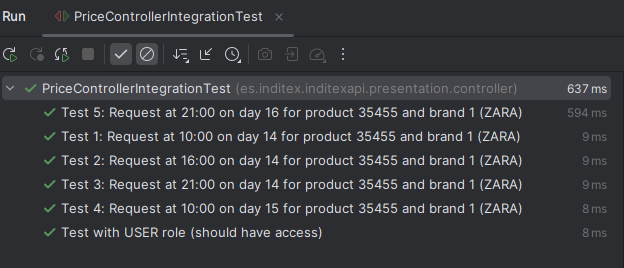 Run PriceControllerIntegrationTest
PriceControllerIntegrationTest (es.inditex.inditexapi.presentation.controller) 637 ms
Test 5: Request at 21:00 on day 16 for product 35455 and brand 1 (ZARA) 594 ms
Test 1: Request at 10:00 on day 14 for product 35455 and brand 1 (ZARA) 9 ms
Test 2: Request at 16:00 on day 14 for product 35455 and brand 1 (ZARA) 9 ms
Test 3: Request at 21:00 on day 14 for product 35455 and brand 1 (ZARA) 9 ms
Test 4: Request at 10:00 on day 15 for product 35455 and brand 1 (ZARA) 8 ms
Test with USER role (should have access) 8 ms